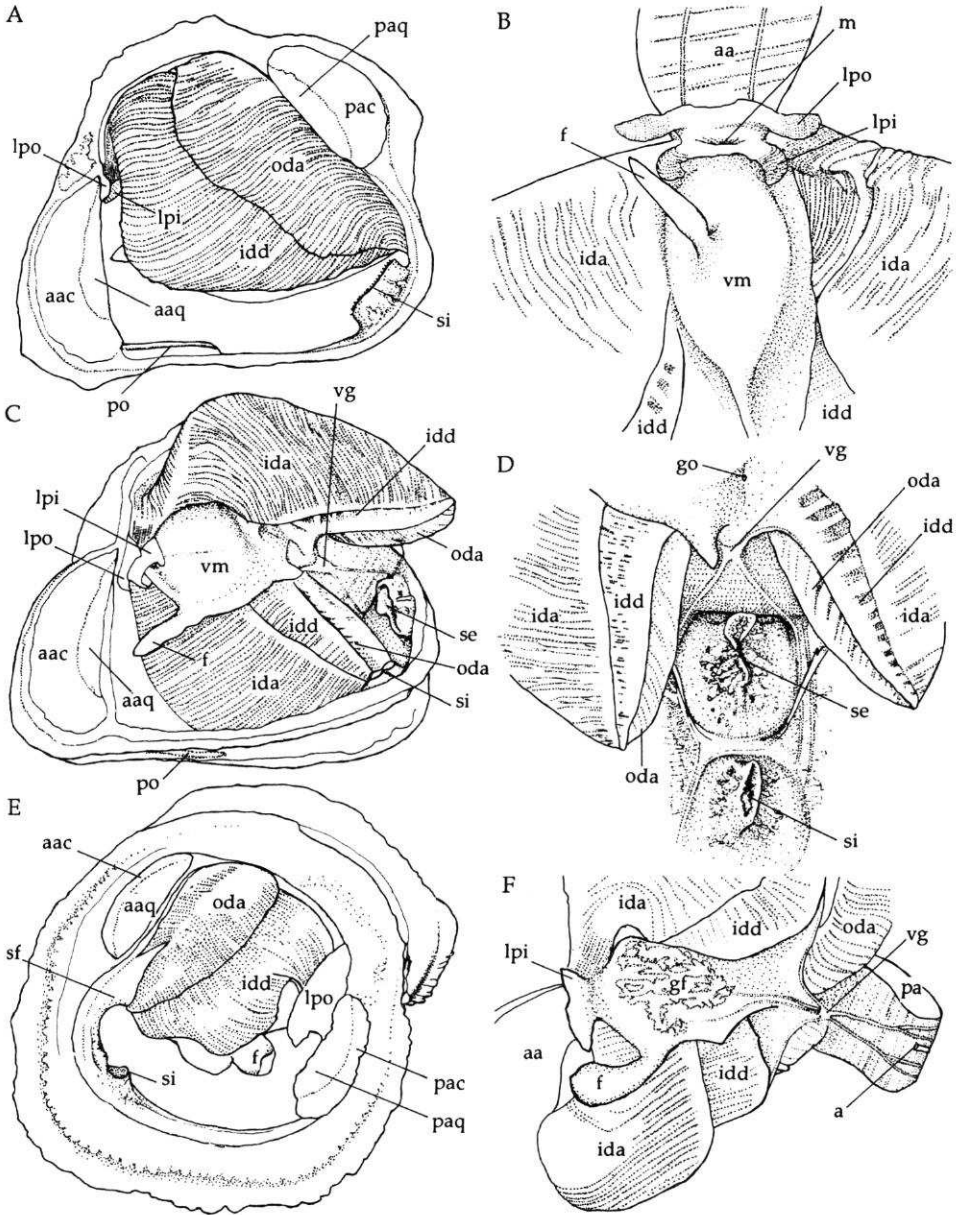 A
paq
pac
lpo
lpi
oda
idd
aac
aaq
si
po
B
m
aa
lpo
lpi
f
ida
ida
vm
idd
idd
C
vg
idd
ida
lpi
lpo
oda
vm
se
idd
aac
f
oda
ida
aaq
si
po
D
go
vg
oda
idd
ida
idd
ida
se
oda
si
E
aac
aaq
oda
sf
idd
lpo
f
si
pac
paq
F
ida
idd
oda
vg
lpi
gf
pa
aa
f
idd
a
ida